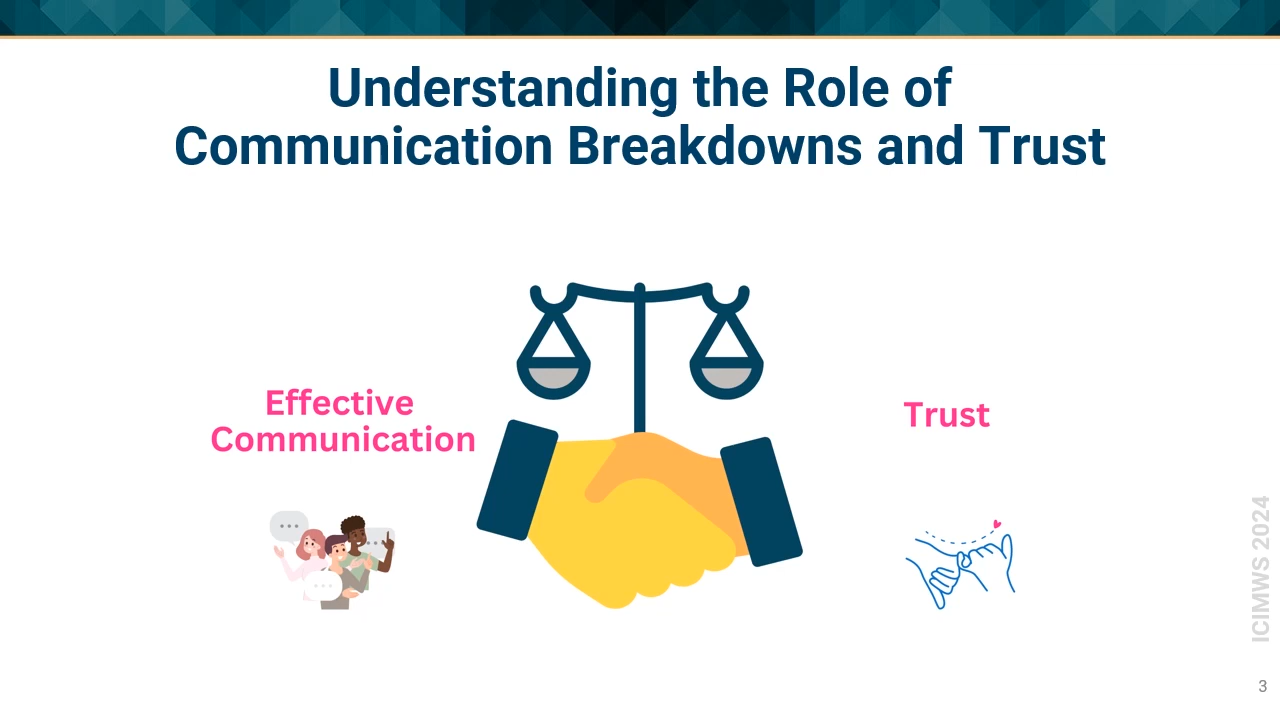 Understanding the Role of
Communication Breakdowns and Trust
Effective
Communication
Trust
ICIMWS 2024
3